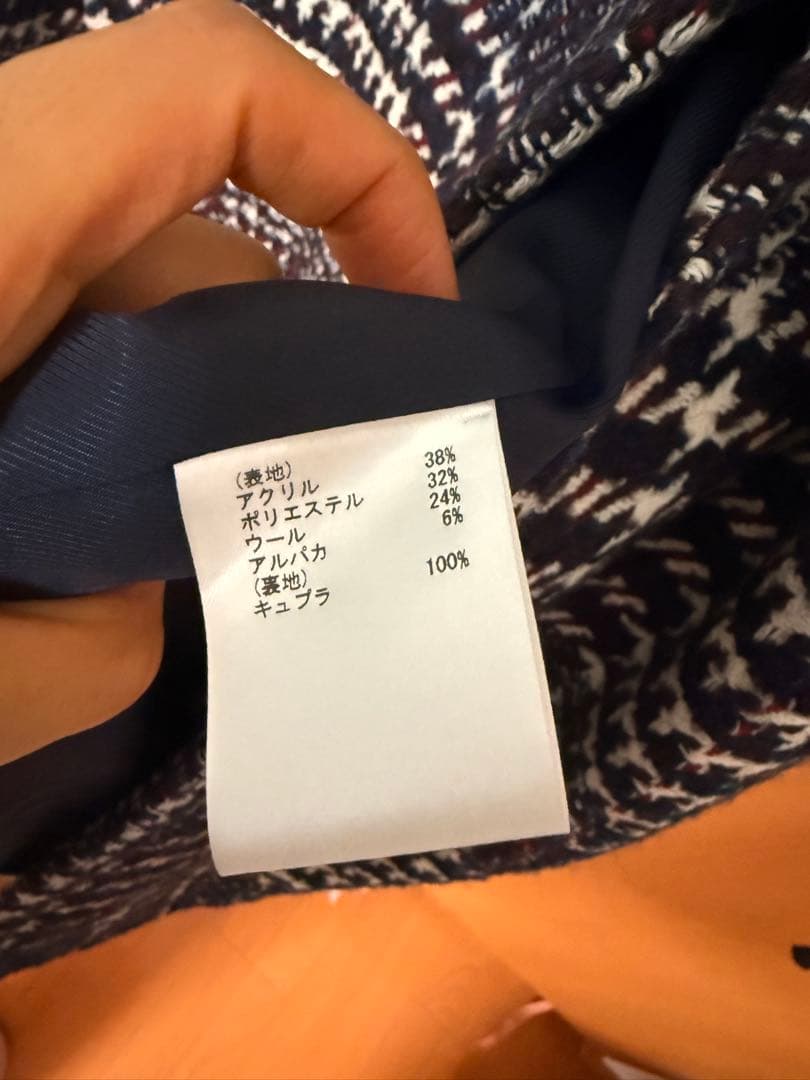 (表地)
アクリル 38%
ポリエステル 32%
ウール 24%
アルパカ 6%
(裏地)
キュプラ 100%